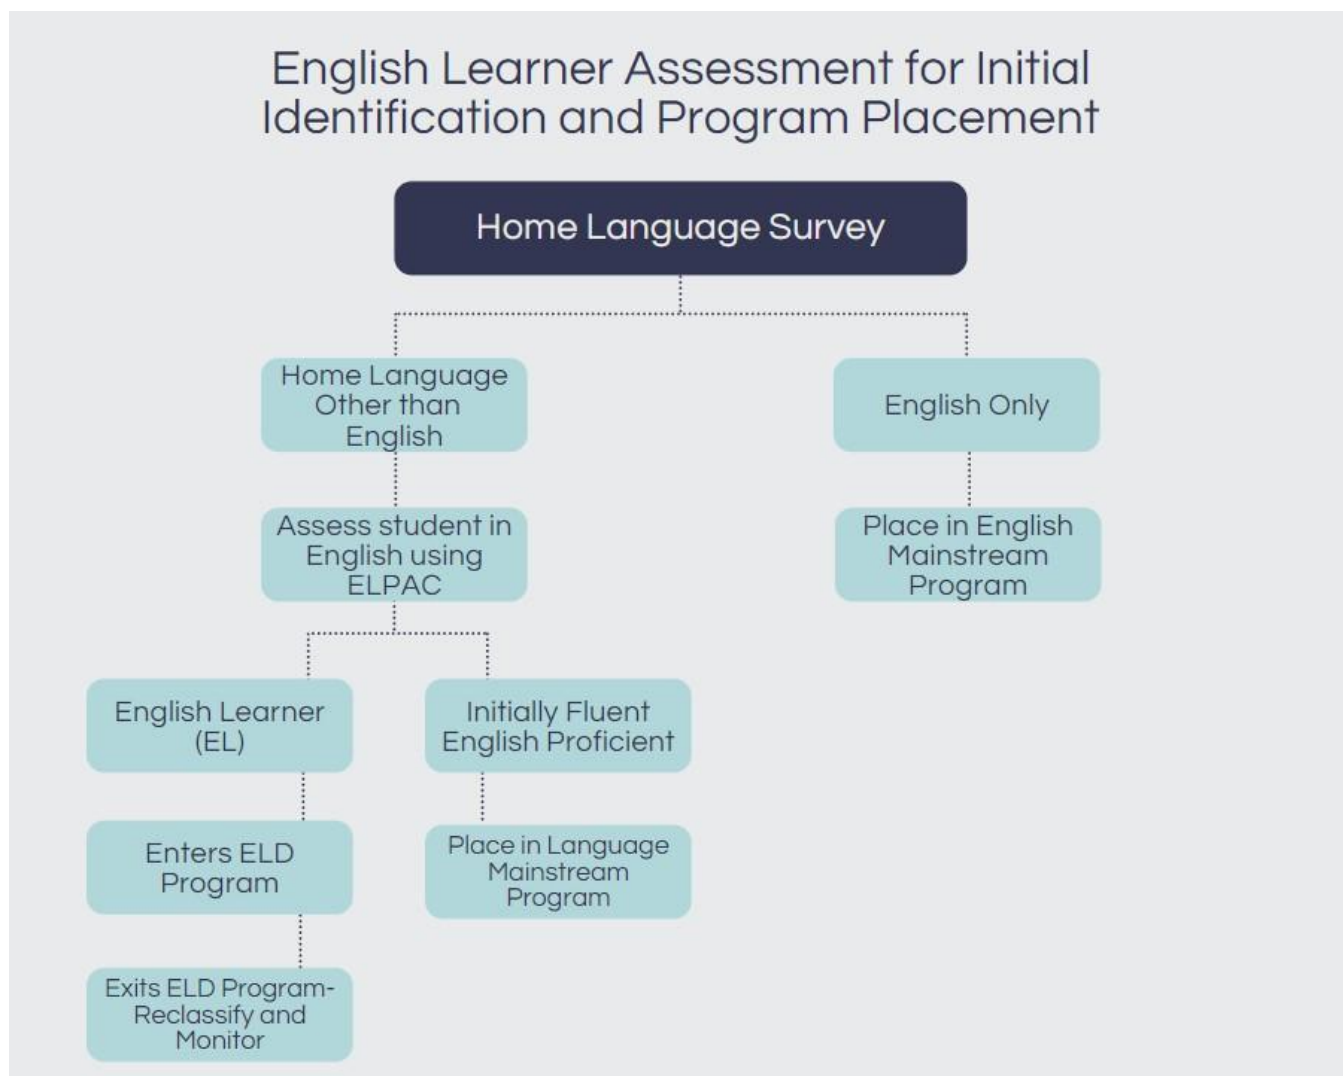 English Learner Assessment for Initial
Identification and Program Placement
Home Language Survey
Home Language
Other than
English
English Only
Assess student in
English using
ELPAC
Place in English
Mainstream
Program
English Learner
(EL)
Initially Fluent
English Proficient
Enters ELD
Program
Place in Language
Mainstream
Program
Exits ELD Program-
Reclassify and
Monitor